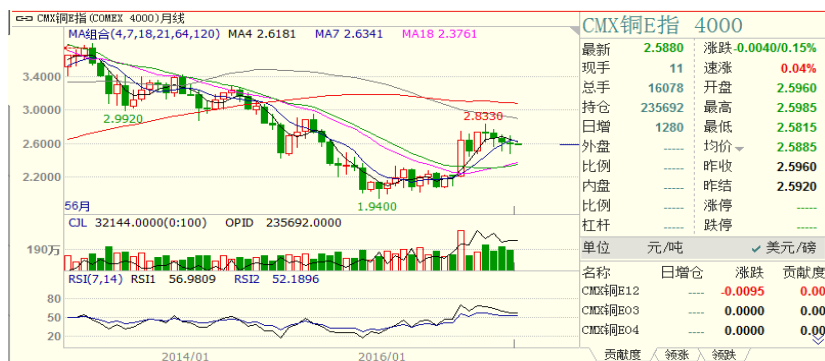 CMX铜E指(COMEX 4000)月线
MA组合(4,7,18,21,64,120) MA4 2.6181 MA7 2.6341 MA18 2.3761
3.4000
3.0000
2.6000
2.2000
2.9920
2.8330
1.9400
56月
CJL 32144.0000(0:100) OPID 235692.0000
190万
RSI(7,14) RSI1 56.9809 RSI2 52.1896
80
50
20
2014/01 2016/01
CMX铜E指 4000
最新 2.5880 涨跌 -0.0040/0.15%
现手 11 速涨 0.04%
总手 16078 开盘 2.5960
持仓 235692 最高 2.5985
日增 1280 最低 2.5815
外盘 ----- 均价 2.5885
比例 ----- 昨收 2.5960
内盘 ----- 昨结 2.5920
比例 ----- 涨停 -----
杠杆 ----- 跌停 -----
单位 元/吨 ✓ 美元/磅
名称 日增仓 涨跌 贡献度
CMX铜E12 ---- -0.0095 0.00
CMX铜E03 ---- 0.0000 0.00
CMX铜E04 ---- 0.0000 0.00
贡献度 领涨 领跌